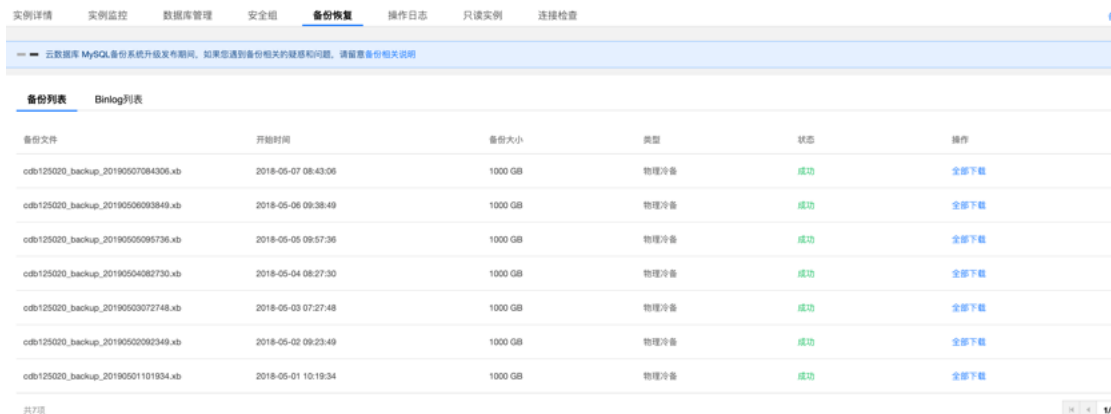 实例详情 实例监控 数据库管理 安全组 备份恢复 操作日志 只读实例 连接检查
云数据库 MySQL备份系统升级发布期间，如果您遇到备份相关的疑惑和问题，请留意备份相关说明
备份列表 Binlog列表
备份文件 开始时间 备份大小 类型 状态 操作
cdb125020_backup_20190507084306.xb 2018-05-07 08:43:06 1000 GB 物理冷备 成功 全部下载
cdb125020_backup_20190506093849.xb 2018-05-06 09:38:49 1000 GB 物理冷备 成功 全部下载
cdb125020_backup_20190505095736.xb 2018-05-05 09:57:36 1000 GB 物理冷备 成功 全部下载
cdb125020_backup_20190504082730.xb 2018-05-04 08:27:30 1000 GB 物理冷备 成功 全部下载
cdb125020_backup_20190503072748.xb 2018-05-03 07:27:48 1000 GB 物理冷备 成功 全部下载
cdb125020_backup_20190502092349.xb 2018-05-02 09:23:49 1000 GB 物理冷备 成功 全部下载
cdb125020_backup_20190501101934.xb 2018-05-01 10:19:34 1000 GB 物理冷备 成功 全部下载
共7项 1/